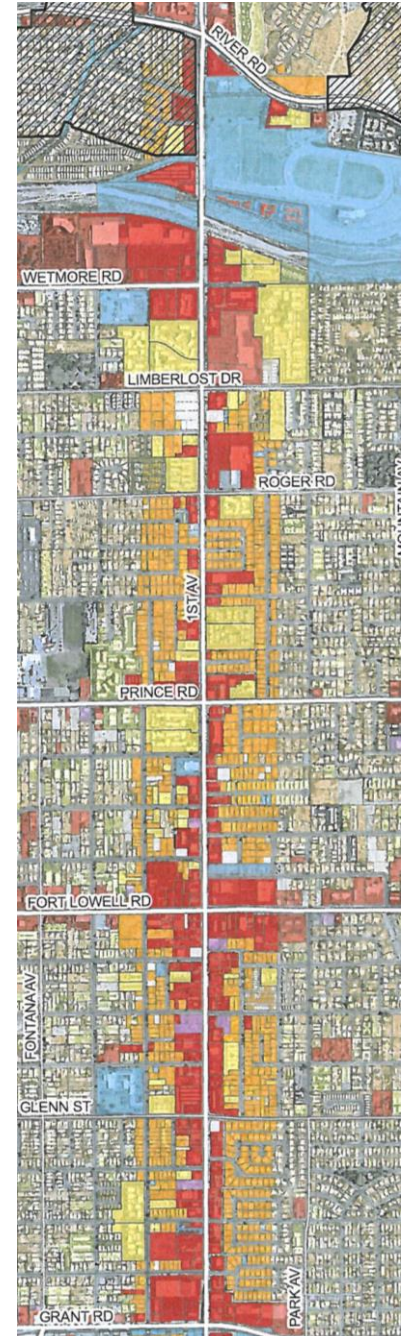 RIVER RD
WETMORE RD
LIMBERLOST DR
ROGER RD
1ST AV
PRINCE RD
FORT LOWELL RD
FONTANA AV
GLENN ST
PARK AV
GRANT RD